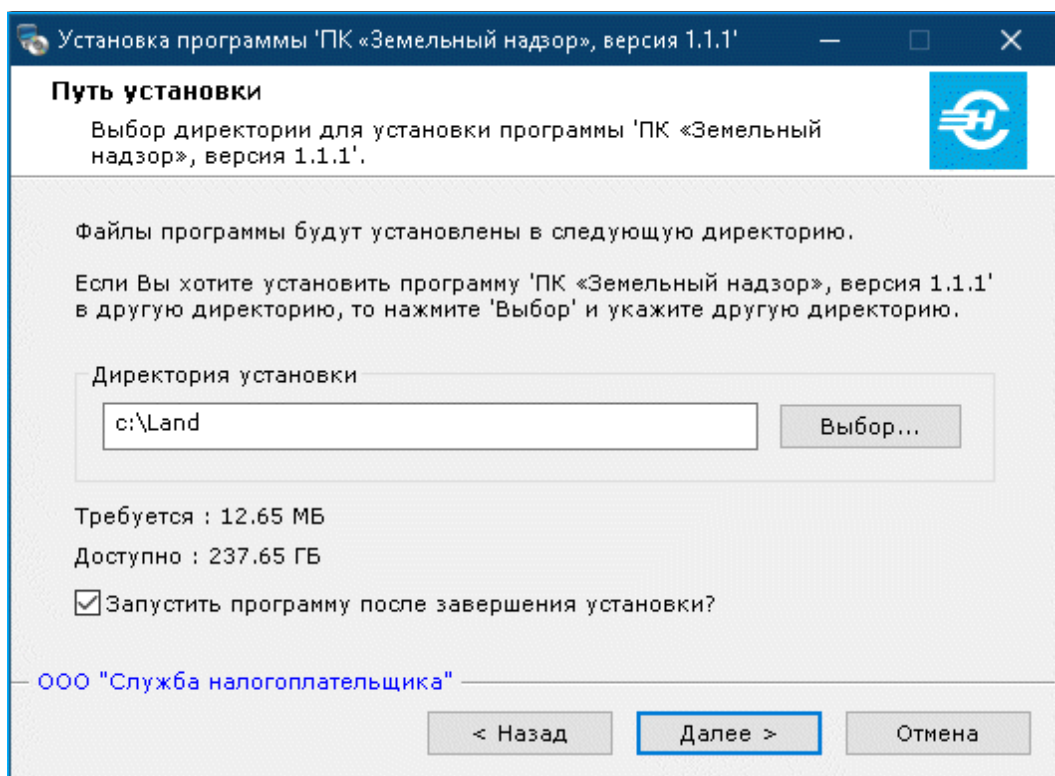 Установка программы 'ПК «Земельный надзор», версия 1.1.1'
Путь установки
Выбор директории для установки программы 'ПК «Земельный
надзор», версия 1.1.1'.
Н
Файлы программы будут установлены в следующую директорию.
Если Вы хотите установить программу 'ПК «Земельный надзор», версия 1.1.1'
в другую директорию, то нажмите 'Выбор' и укажите другую директорию.
Директория установки
c:\Land
Выбор...
Требуется : 12.65 МБ
Доступно : 237.65 ГБ
Запустить программу после завершения установки?
ООО "Служба налогоплательщика"
< Назад
Далее >
Отмена